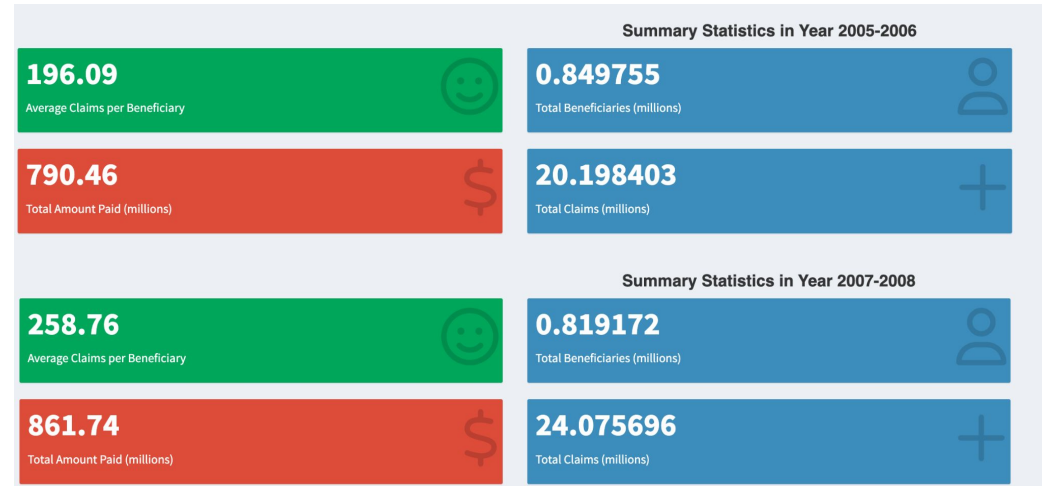 Summary Statistics in Year 2005-2006
196.09
Average Claims per Beneficiary
0.849755
Total Beneficiaries (millions)
790.46
Total Amount Paid (millions)
20.198403
Total Claims (millions)
Summary Statistics in Year 2007-2008
258.76
Average Claims per Beneficiary
0.819172
Total Beneficiaries (millions)
861.74
Total Amount Paid (millions)
24.075696
Total Claims (millions)